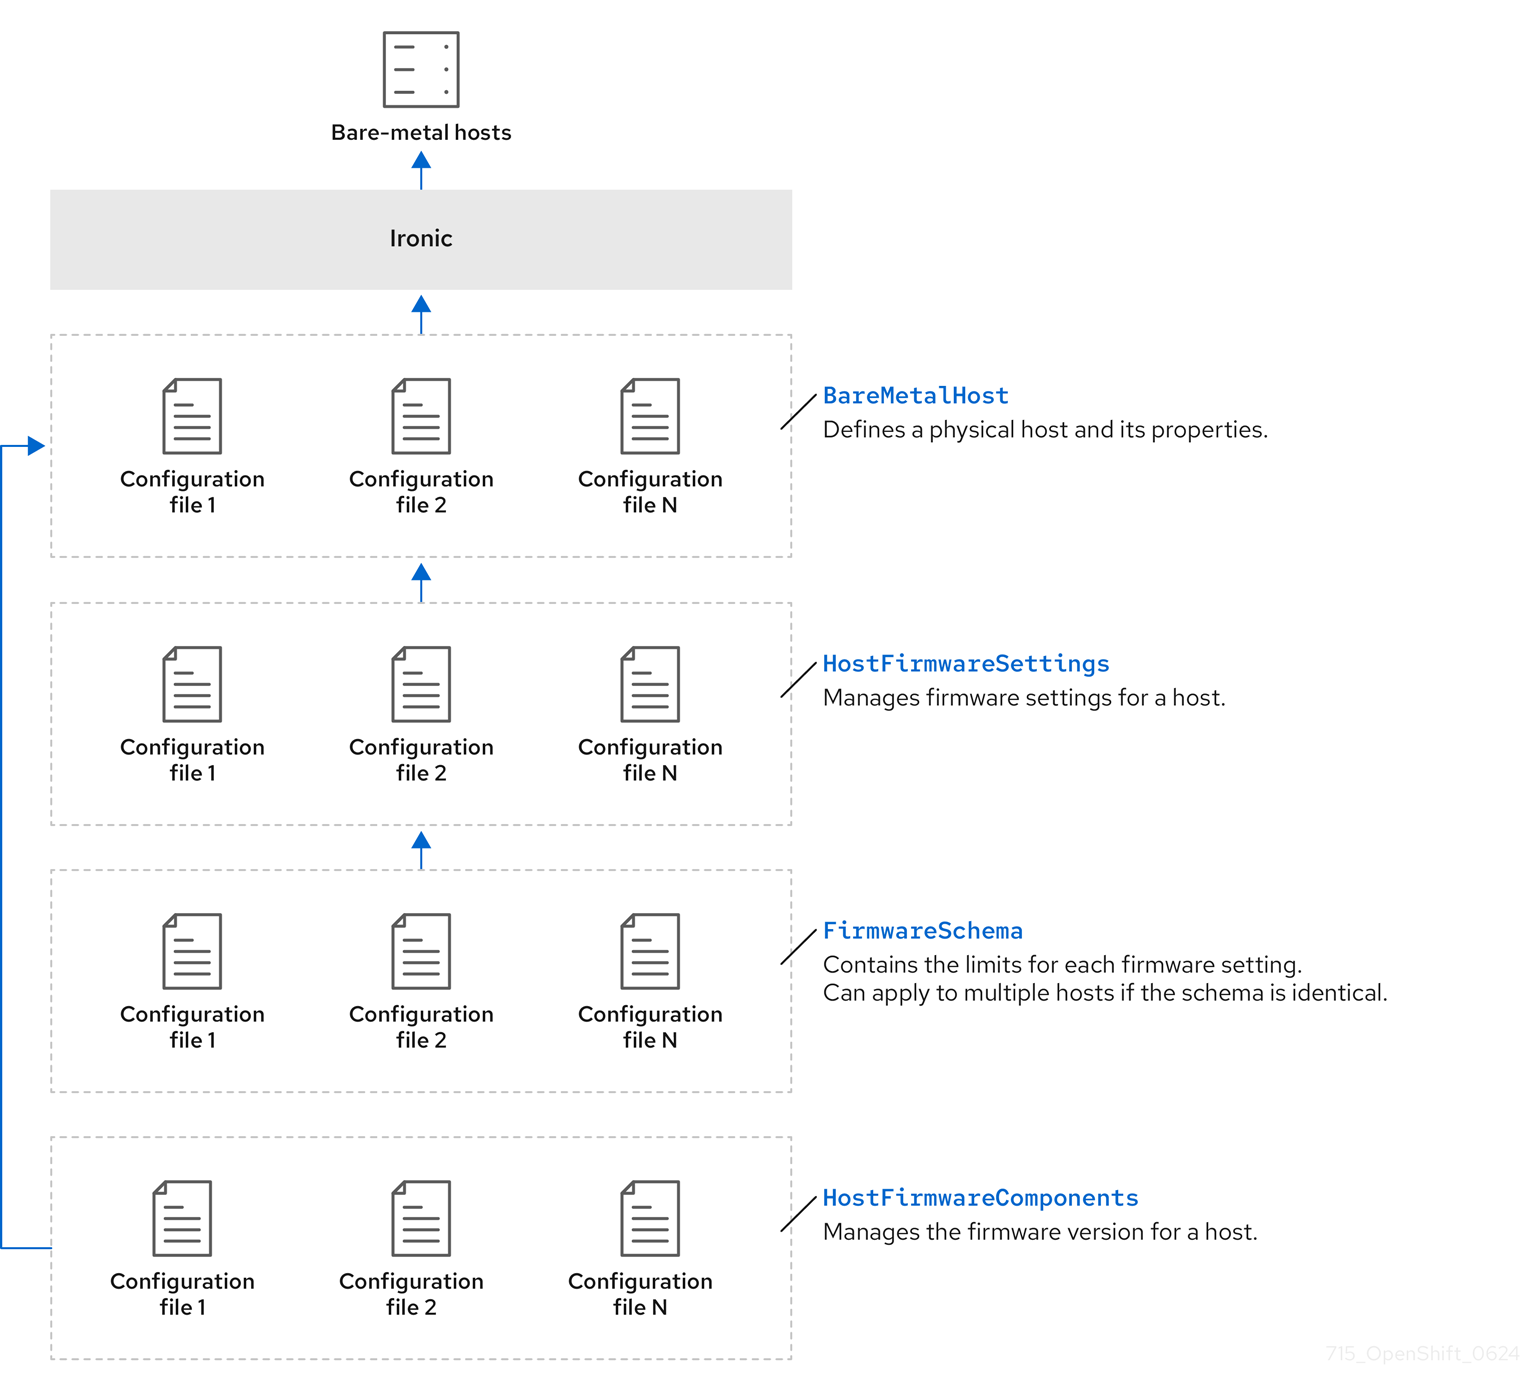 Bare-metal hosts
Ironic
Configuration
file 1
Configuration
file 2
Configuration
file N
BareMetalHost
Defines a physical host and its properties.
Configuration
file 1
Configuration
file 2
Configuration
file N
HostFirmwareSettings
Manages firmware settings for a host.
Configuration
file 1
Configuration
file 2
Configuration
file N
FirmwareSchema
Contains the limits for each firmware setting.
Can apply to multiple hosts if the schema is identical.
Configuration
file 1
Configuration
file 2
Configuration
file N
HostFirmwareComponents
Manages the firmware version for a host.
715_OpenShift_0624